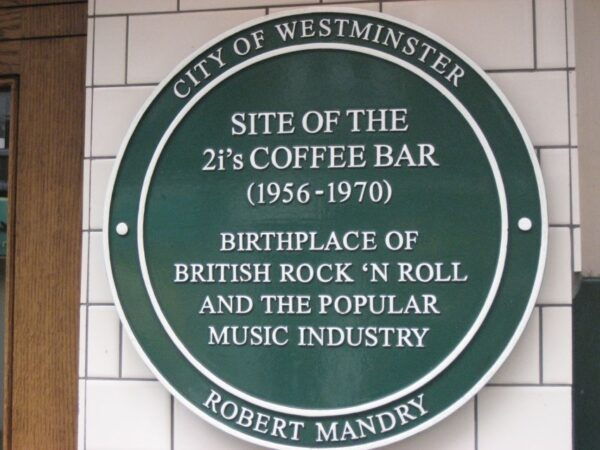 CITY OF WESTMINSTER
SITE OF THE
2i's COFFEE BAR
(1956-1970)
BIRTHPLACE OF
BRITISH ROCK 'N ROLL
AND THE POPULAR
MUSIC INDUSTRY
ROBERT MANDRY